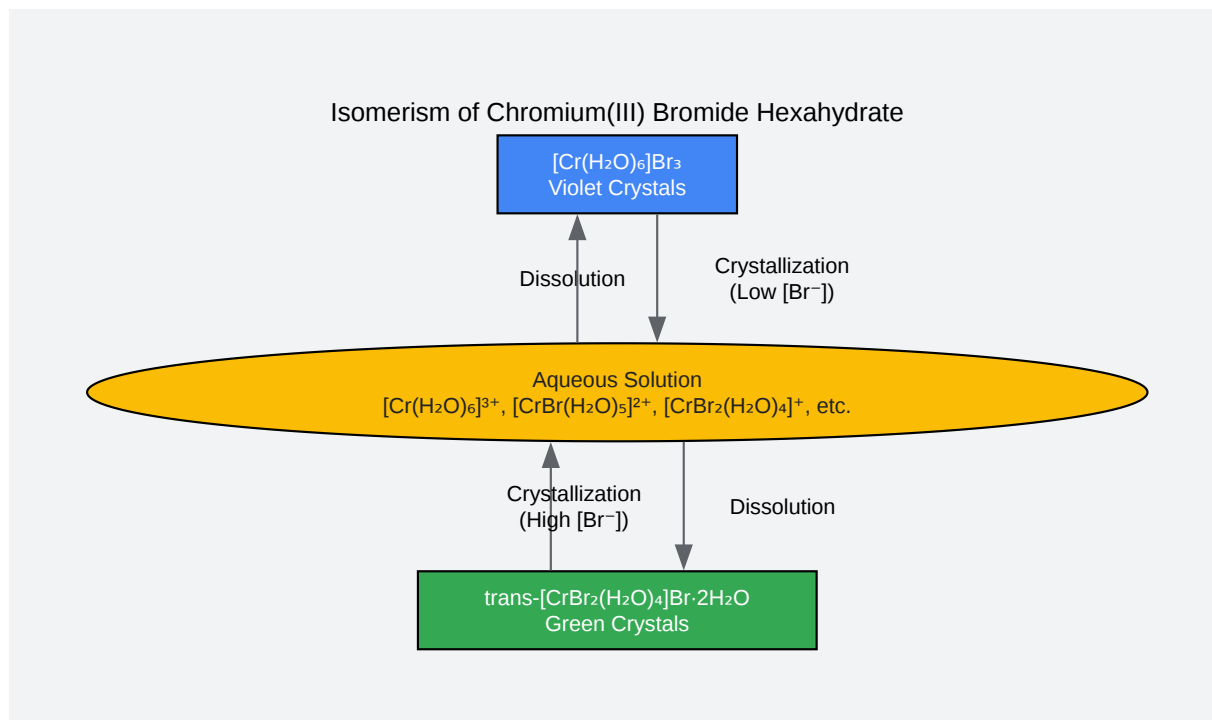 Isomerism of Chromium(III) Bromide Hexahydrate
[Cr(H₂O)₆]Br₃
Violet Crystals
Dissolution
Crystallization
(Low [Br⁻])
Aqueous Solution
[Cr(H₂O)₆]³⁺, [CrBr(H₂O)₅]²⁺, [CrBr₂(H₂O)₄]⁺, etc.
Crystallization
(High [Br⁻])
Dissolution
trans-[CrBr₂(H₂O)₄]Br·2H₂O
Green Crystals